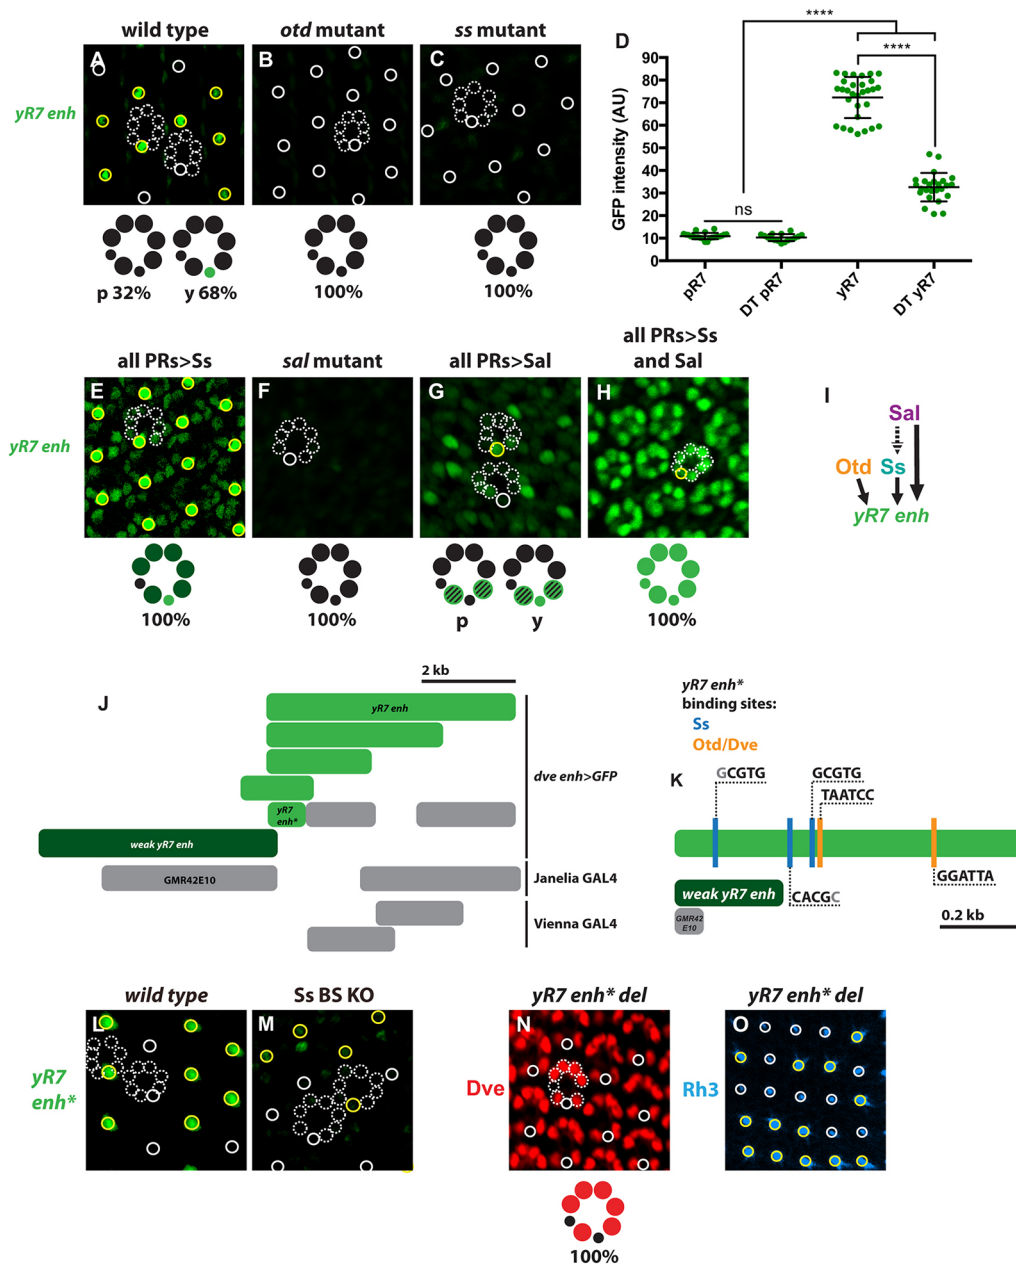 wild type
otd mutant
ss mutant
yR7 enh
A
B
C
p 32%
y 68%
100%
100%
D
****
****
ns
GFP intensity (AU)
90
80
70
60
50
40
30
20
10
0
pR7
DT pR7
yR7
DT yR7
all PRs>Ss
sal mutant
all PRs>Sal
all PRs>Ss
and Sal
yR7 enh
E
F
G
H
100%
100%
p
y
100%
I
Sal
Otd
Ss
yR7 enh
J
2 kb
yR7 enh
yR7
enh*
weak yR7 enh
GMR42E10
dve enh>GFP
Janelia GAL4
Vienna GAL4
yR7 enh*
binding sites:
Ss
Otd/Dve
K
GCGTG
GCGTG
TAATCC
GGATTA
CACGC
weak yR7 enh
GMR42
E10
0.2 kb
wild type
Ss BS KO
yR7 enh* del
yR7 enh* del
yR7
enh*
L
M
Dve
N
Rh3
O
100%